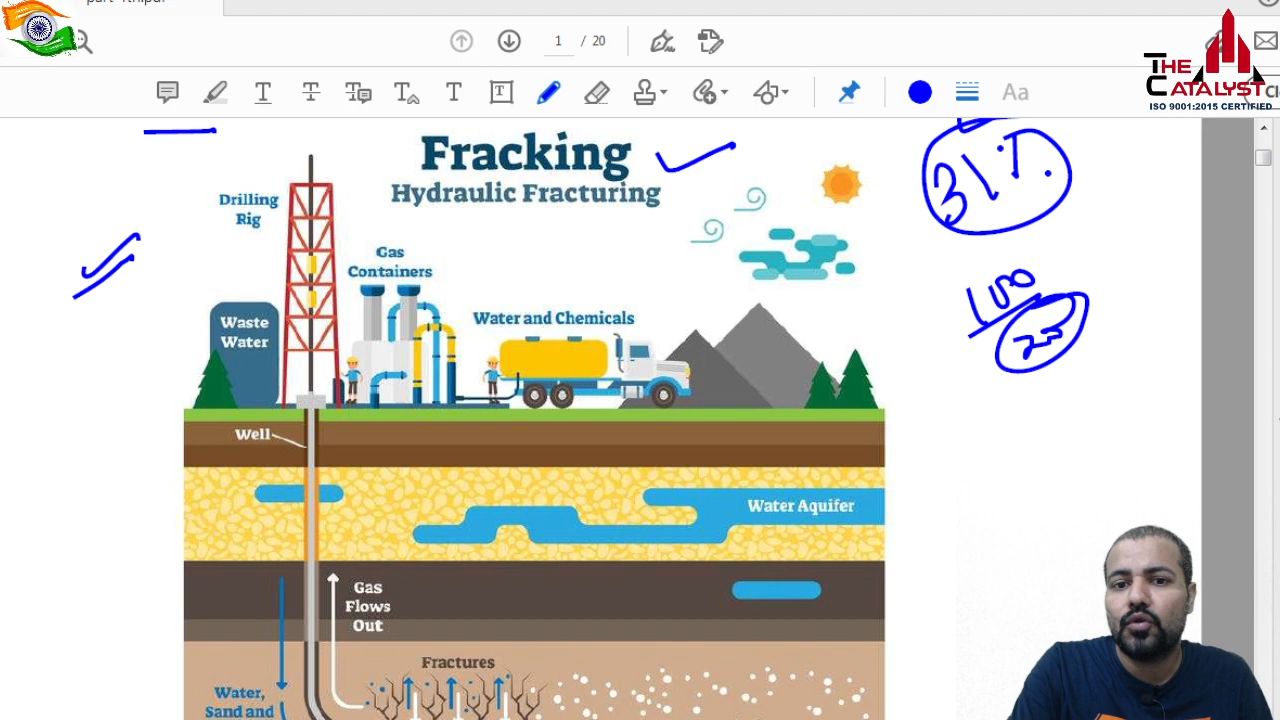 1 / 20
THE
CATALYST
ISO 9001:2015 CERTIFIED
Aa
Fracking
Hydraulic Fracturing
31%.
100
Drilling
Rig
Gas
Containers
Waste
Water
Water and Chemicals
Well
Water Aquifer
Gas
Flows
Out
Fractures
Water,
Sand and